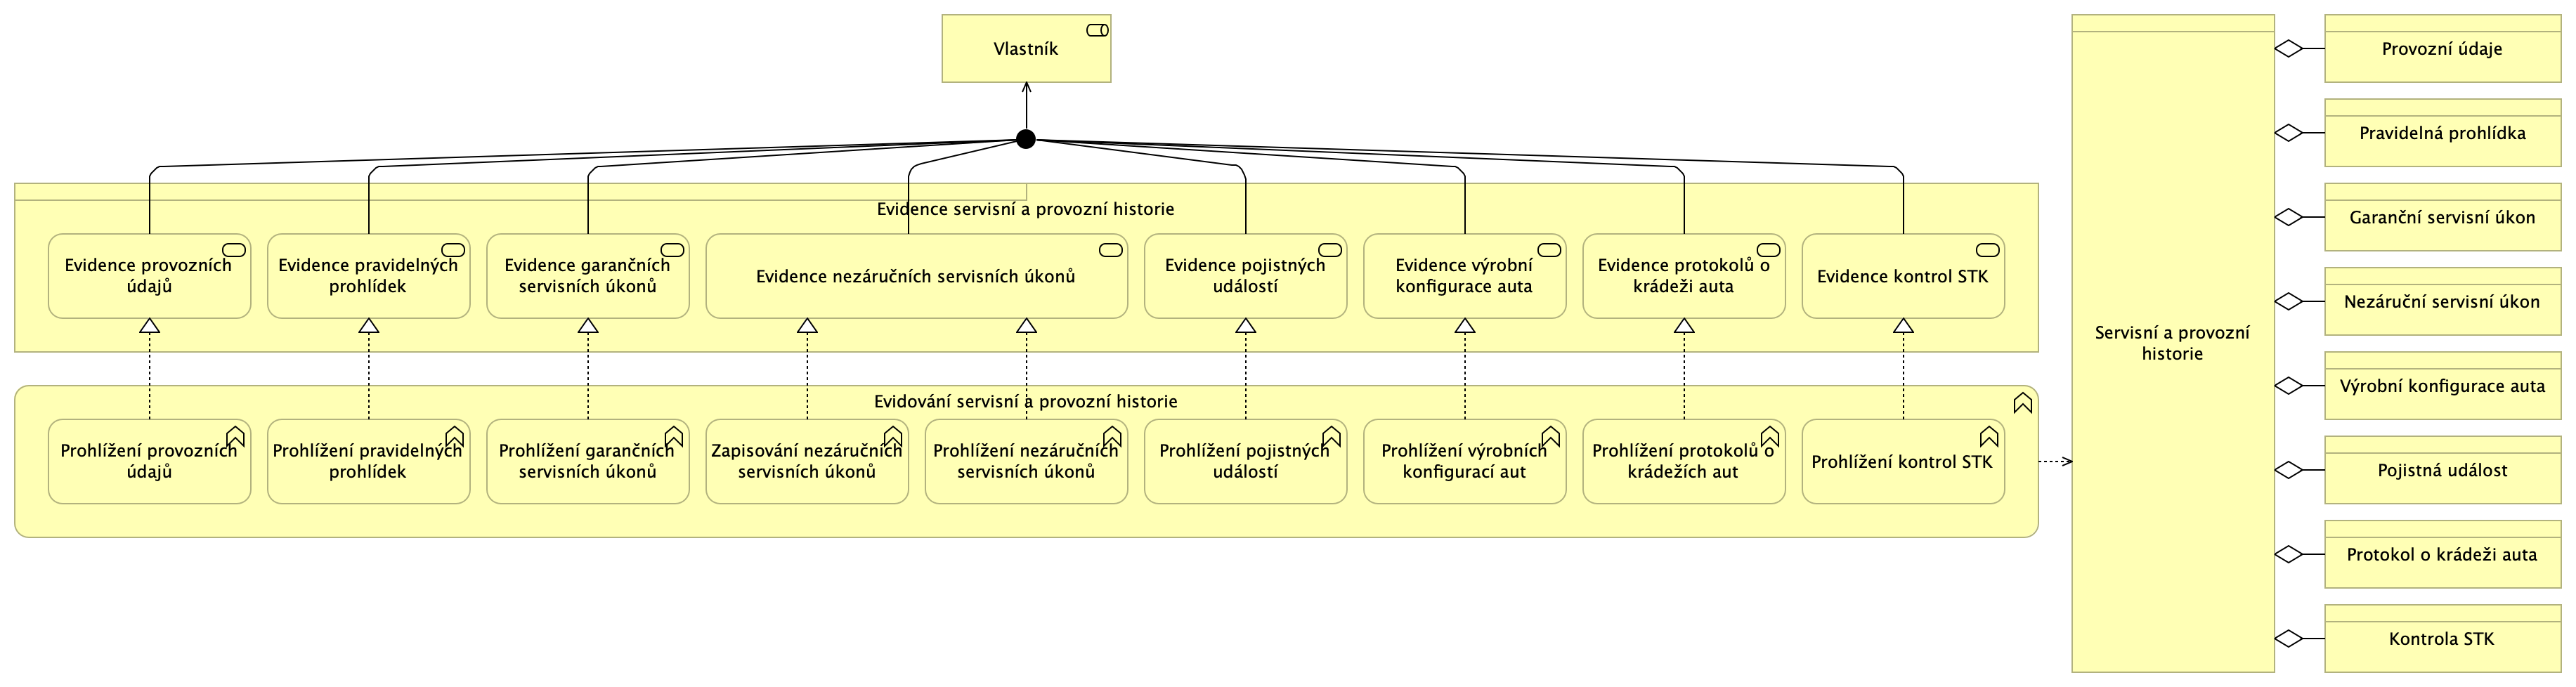 Vlastník
Evidence servisní a provozní historie
Evidence provozních
údajů
Evidence pravidelných
prohlídek
Evidence garančních
servisních úkonů
Evidence nezáručních servisních úkonů
Evidence pojistných
událostí
Evidence výrobní
konfigurace auta
Evidence protokolů o
krádeži auta
Evidence kontrol STK
Evidování servisní a provozní historie
Prohlížení provozních
údajů
Prohlížení pravidelných
prohlídek
Prohlížení garančních
servisních úkonů
Zapisování nezáručních
servisních úkonů
Prohlížení nezáručních
servisních úkonů
Prohlížení pojistných
událostí
Prohlížení výrobních
konfigurací aut
Prohlížení protokolů o
krádežích aut
Prohlížení kontrol STK
Servisní a provozní
historie
Provozní údaje
Pravidelná prohlídka
Garanční servisní úkon
Nezáruční servisní úkon
Výrobní konfigurace auta
Pojistná událost
Protokol o krádeži auta
Kontrola STK